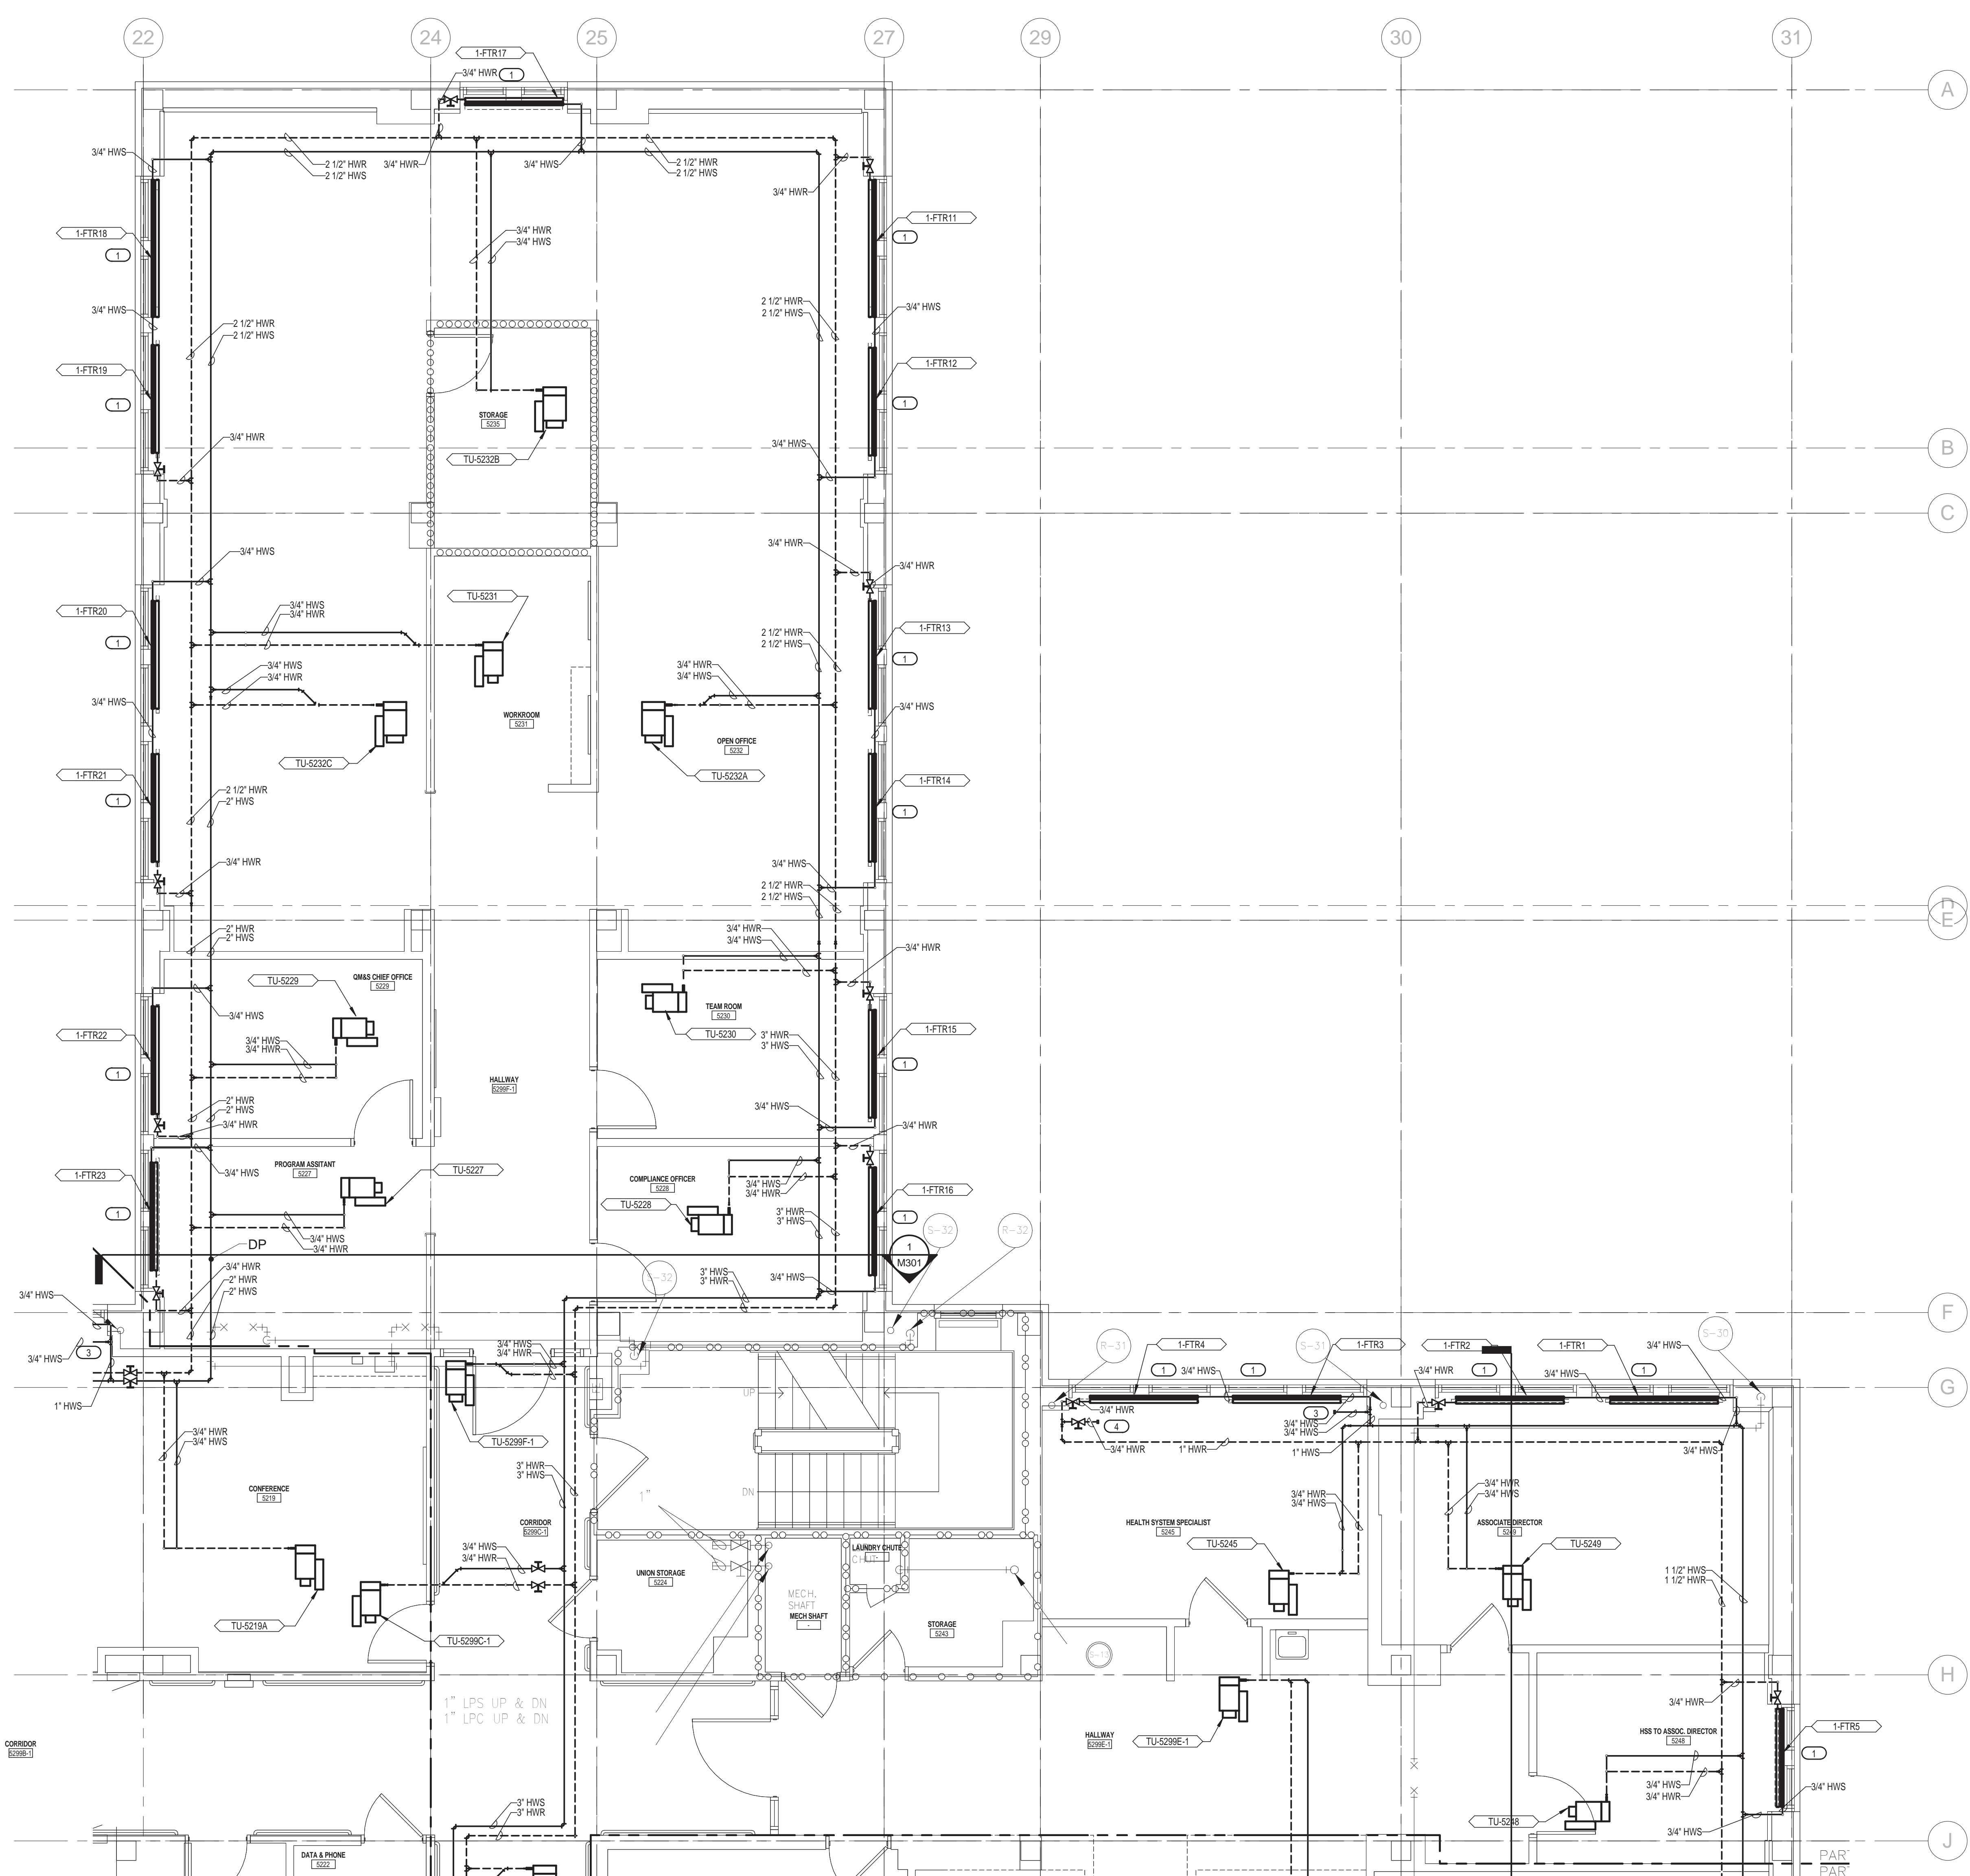 22
24
25
27
29
30
31
1-FTR17
3/4" HWR
1
A
3/4" HWS
2 1/2" HWR
2 1/2" HWS
3/4" HWR
3/4" HWS
2 1/2" HWR
2 1/2" HWS
3/4" HWR
1-FTR18
1
3/4" HWR
3/4" HWS
1-FTR11
1
3/4" HWS
2 1/2" HWR
2 1/2" HWS
2 1/2" HWR
2 1/2" HWS
3/4" HWS
1-FTR19
1
1-FTR12
1
STORAGE
5235
3/4" HWR
TU-5232B
3/4" HWS
B
C
3/4" HWS
3/4" HWR
3/4" HWR
1-FTR20
1
3/4" HWS
3/4" HWR
TU-5231
2 1/2" HWR
2 1/2" HWS
1-FTR13
1
3/4" HWS
3/4" HWR
3/4" HWR
3/4" HWS
3/4" HWS
WORKROOM
5231
3/4" HWS
OPEN OFFICE
5232
1-FTR21
1
TU-5232C
TU-5232A
1-FTR14
1
2 1/2" HWR
2" HWS
3/4" HWR
3/4" HWS
2 1/2" HWR
2 1/2" HWS
D
E
2" HWR
2" HWS
3/4" HWR
3/4" HWS
3/4" HWR
TU-5229
QM&S CHIEF OFFICE
5229
3/4" HWS
TEAM ROOM
5230
TU-5230
1-FTR22
1
3/4" HWS
3/4" HWR
3" HWR
3" HWS
1-FTR15
1
HALLWAY
5299F-1
2" HWR
2" HWS
3/4" HWR
3/4" HWS
3/4" HWR
PROGRAM ASSITANT
5227
TU-5227
3/4" HWS
1-FTR23
1
COMPLIANCE OFFICER
5228
3/4" HWS
3/4" HWR
TU-5228
1-FTR16
1
3" HWR
3" HWS
3/4" HWS
3/4" HWR
DP
S-32
R-32
1
M301
3/4" HWR
2" HWR
2" HWS
S-32
3" HWS
3" HWR
3/4" HWS
3/4" HWS
F
3/4" HWS
3
1" HWS
3/4" HWS
3/4" HWR
R-31
1-FTR4
S-31
1-FTR3
1-FTR2
1-FTR1
3/4" HWS
S-30
1
3/4" HWS
1
3/4" HWR
1
3/4" HWS
1
G
UP
3/4" HWR
4
3/4" HWR
1" HWR
3
3/4" HWS
3/4" HWS
1" HWS
3/4" HWS
3/4" HWR
3/4" HWS
TU-5299F-1
3" HWR
3" HWS
CONFERENCE
5219
DN
1"
3/4" HWR
3/4" HWS
3/4" HWR
3/4" HWS
CORRIDOR
5299C-1
HEALTH SYSTEM SPECIALIST
5245
ASSOCIATE DIRECTOR
5249
3/4" HWS
3/4" HWR
LAUNDRY CHUTE
-
TU-5245
TU-5249
UNION STORAGE
5224
1 1/2" HWS
1 1/2" HWR
MECH.
SHAFT
MECH SHAFT
-
STORAGE
5243
TU-5219A
TU-5299C-1
H
1" LPS UP & DN
1" LPC UP & DN
3/4" HWR
CORRIDOR
5299B-1
HALLWAY
5299E-1
TU-5299E-1
HSS TO ASSOC. DIRECTOR
5248
1-FTR5
1
3/4" HWS
3/4" HWR
3/4" HWS
3" HWS
3" HWR
TU-5248
3/4" HWS
J
DATA & PHONE
5222